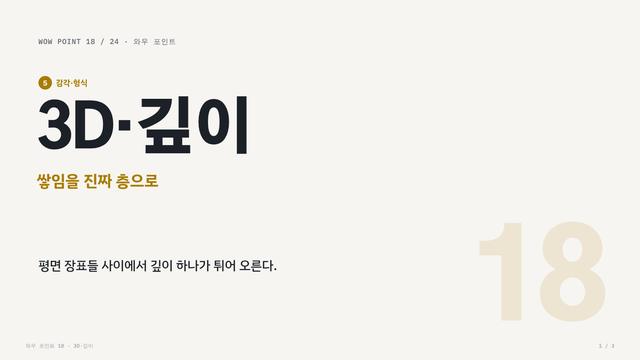 WOW POINT 18 / 24 · 와우 포인트
5 감각·형식
3D·깊이
쌓임을 진짜 층으로
평면 장표들 사이에서 깊이 하나가 튀어 오른다.
18
와우 포인트 18 · 3D·깊이
1 / 3